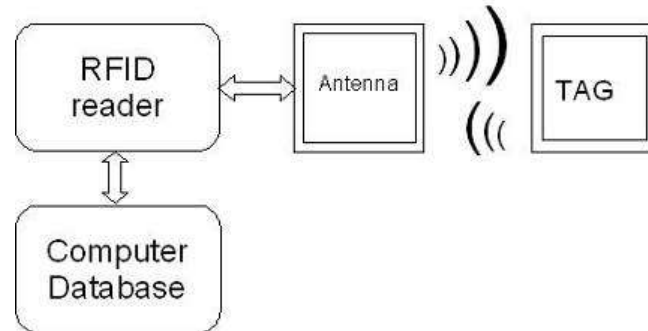 RFID
reader
Antenna
TAG
Computer
Database